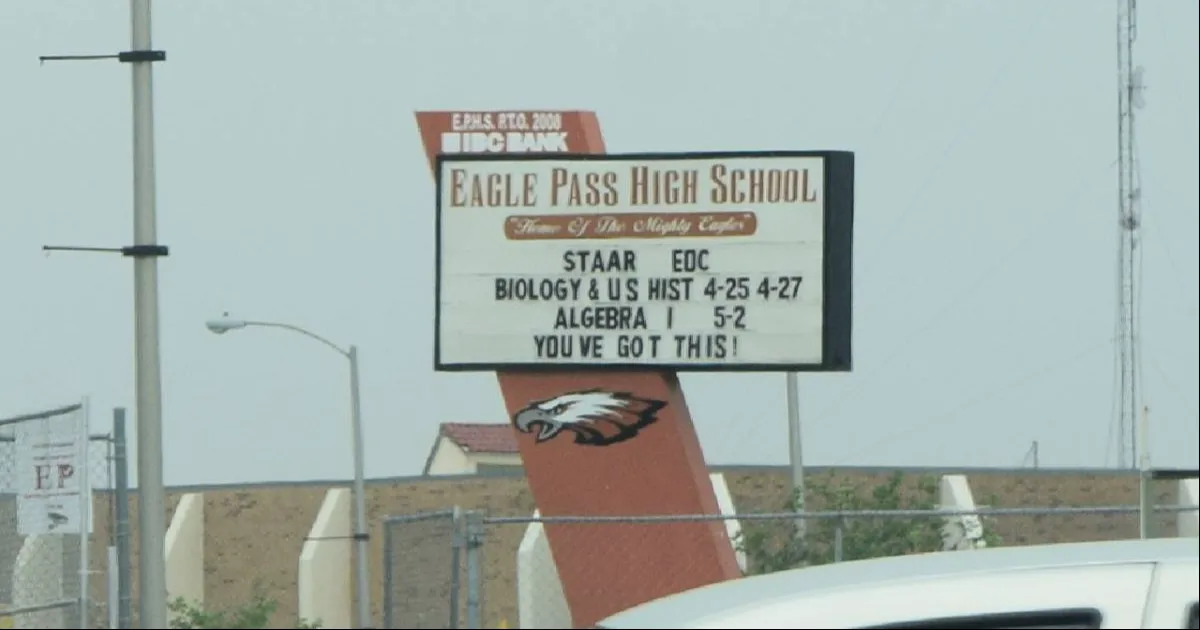 E.P.H.S. P.T.O. 2008
IBC BANK
EAGLE PASS HIGH SCHOOL
"Home Of The Mighty Eagles"
STAAR EOC
BIOLOGY & US HIST 4-25 4-27
ALGEBRA I 5-2
YOU'VE GOT THIS!
EP